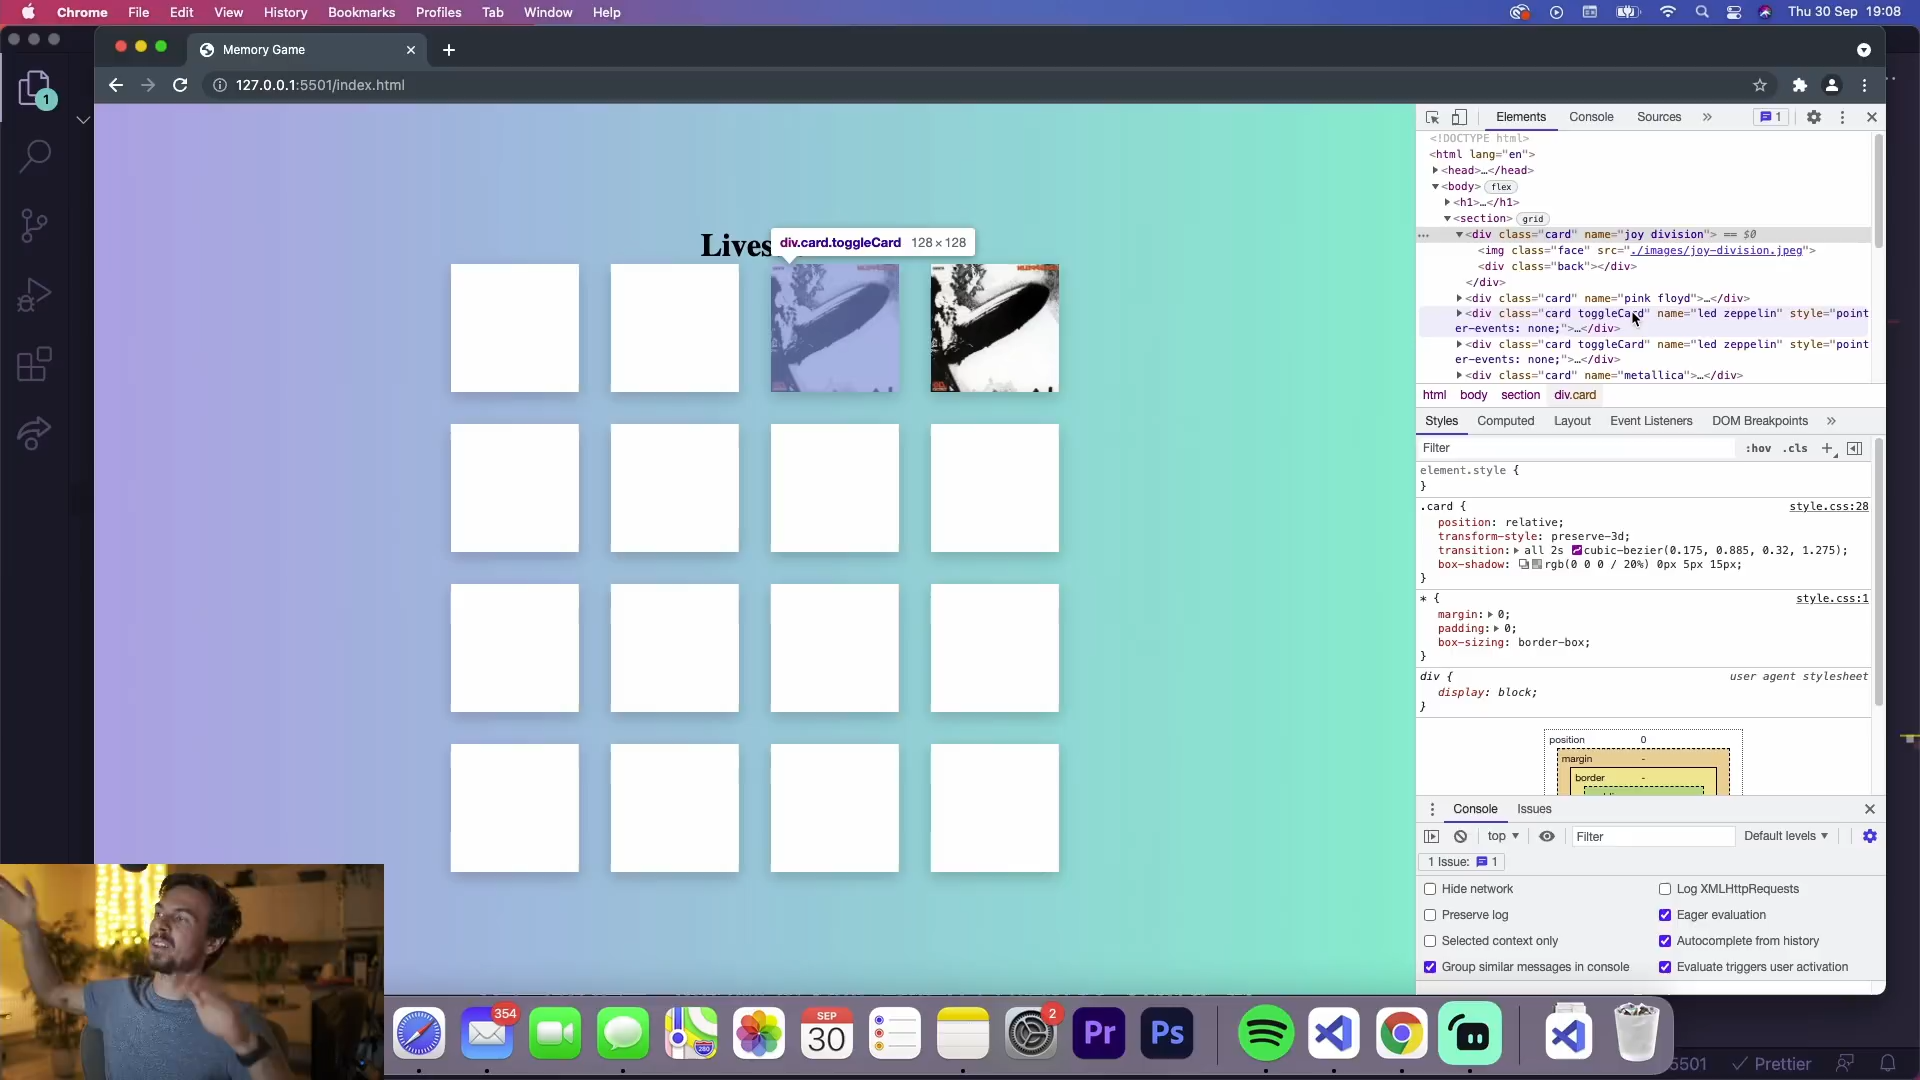 Chrome File Edit View History Bookmarks Profiles Tab Window Help Thu 30 Sep 19:08
Memory Game
127.0.0.1:5501/index.html
1
Lives
div.card.toggleCard 128 × 128
Elements Console Sources » 1
<!DOCTYPE html>
<html lang="en">
<head>…</head>
<body> flex
<h1>…</h1>
<section> grid
<div class="card" name="joy division"> == $0
<img class="face" src="./images/joy-division.jpeg">
<div class="back"></div>
</div>
<div class="card" name="pink floyd">…</div>
<div class="card toggleCard" name="led zeppelin" style="point
er-events: none;">…</div>
<div class="card toggleCard" name="led zeppelin" style="point
er-events: none;">…</div>
<div class="card" name="metallica">…</div>
html body section div.card
Styles Computed Layout Event Listeners DOM Breakpoints »
Filter :hov .cls +
element.style {
}
.card { style.css:28
position: relative;
transform-style: preserve-3d;
transition: all 2s cubic-bezier(0.175, 0.885, 0.32, 1.275);
box-shadow: rgb(0 0 0 / 20%) 0px 5px 15px;
}
* { style.css:1
margin: 0;
padding: 0;
box-sizing: border-box;
}
div { user agent stylesheet
display: block;
}
position 0
margin -
border -
Console Issues
top Filter Default levels
1 Issue: 1
Hide network Log XMLHttpRequests
Preserve log Eager evaluation
Selected context only Autocomplete from history
Group similar messages in console Evaluate triggers user activation
354
SEP
30
280
2
Pr
Ps
5501 Prettier